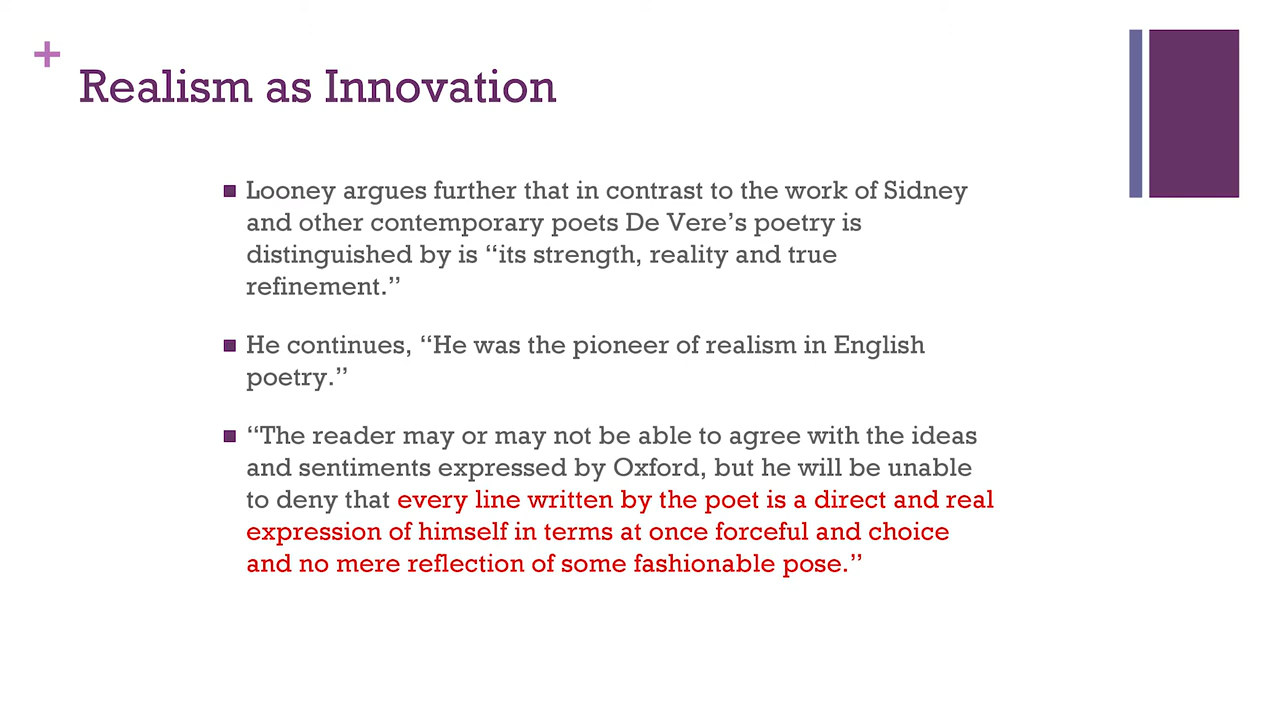 +
Realism as Innovation
Looney argues further that in contrast to the work of Sidney
and other contemporary poets De Vere’s poetry is
distinguished by is “its strength, reality and true
refinement.”
He continues, “He was the pioneer of realism in English
poetry.”
“The reader may or may not be able to agree with the ideas
and sentiments expressed by Oxford, but he will be unable
to deny that every line written by the poet is a direct and real
expression of himself in terms at once forceful and choice
and no mere reflection of some fashionable pose.”